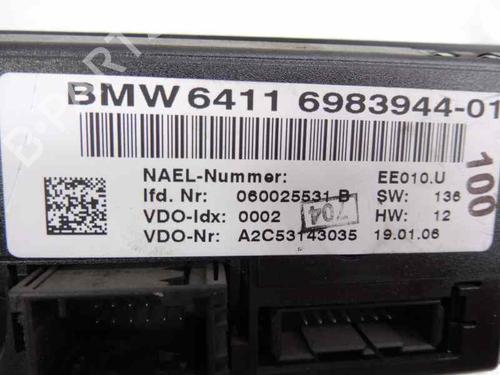 BMW 6411 6983944-01
NAEL-Nummer: EE010.U
lfd. Nr: 060025531 B SW: 136
VDO-Idx: 0002 704 HW: 12
VDO-Nr: A2C53143035 19.01.06
100